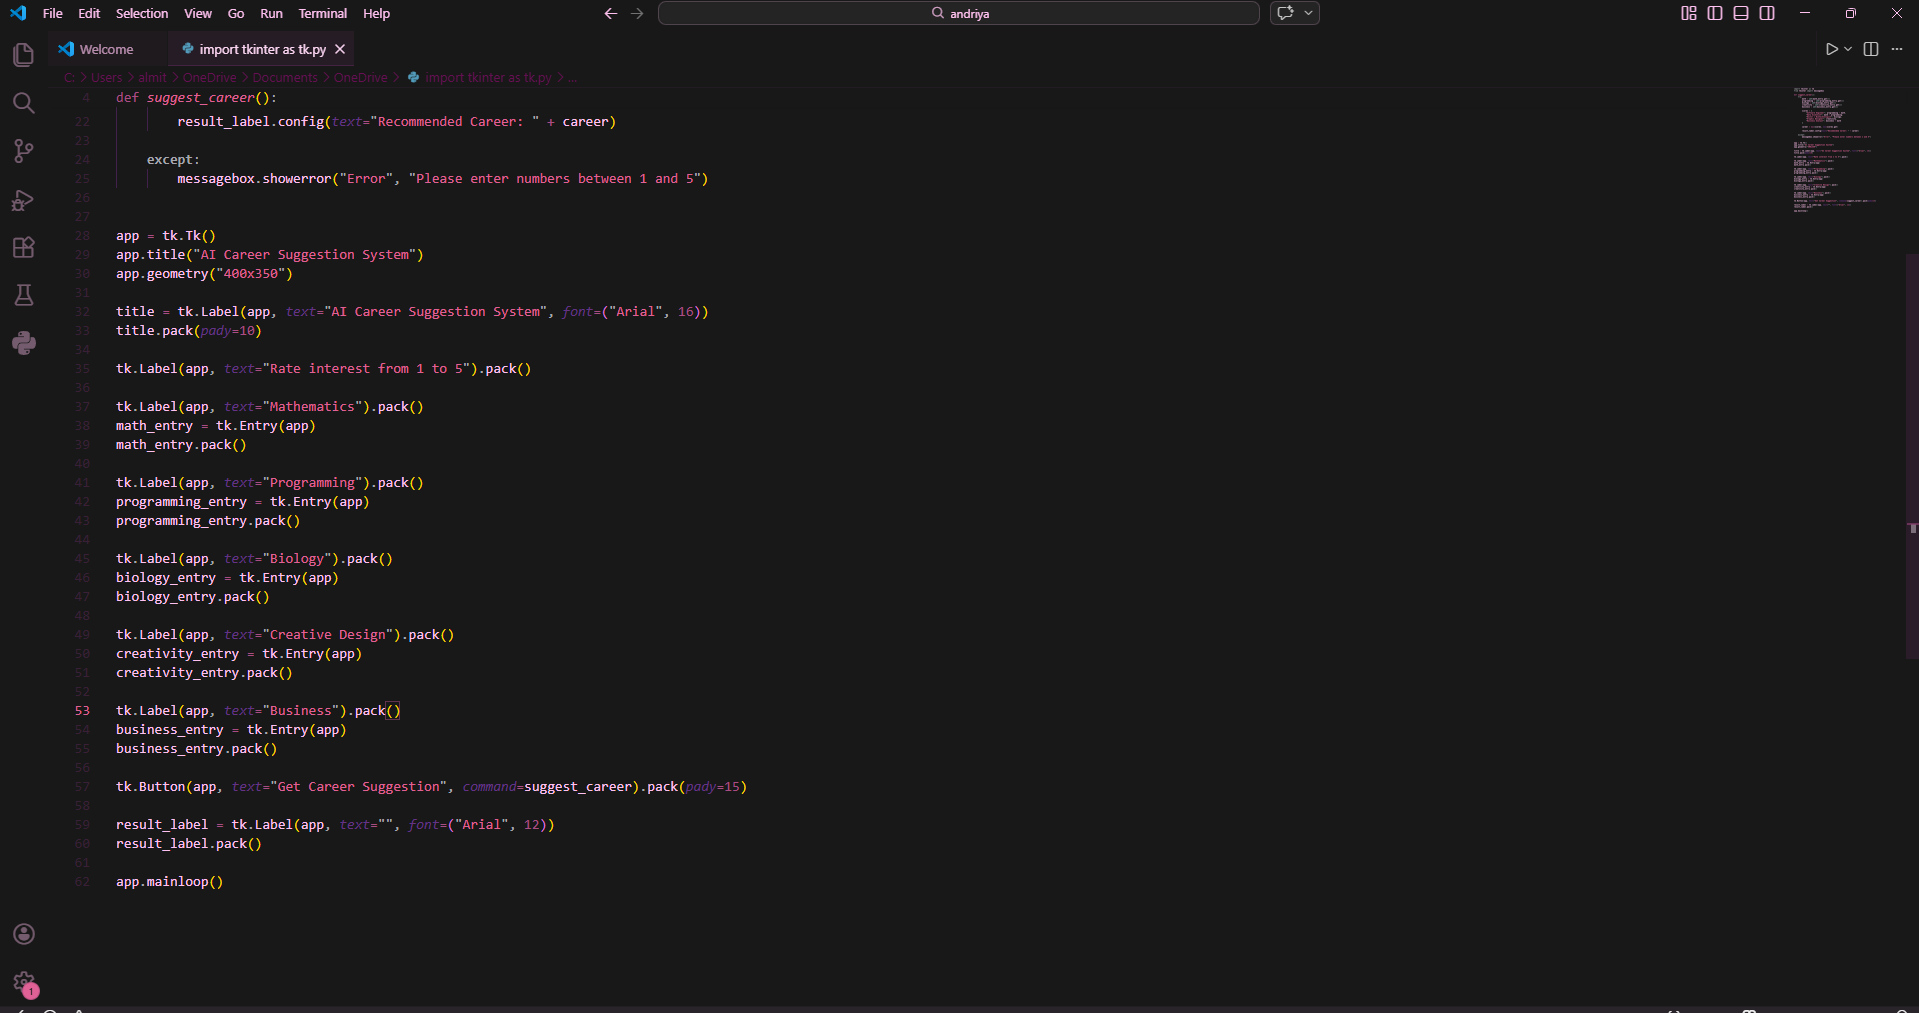 File Edit Selection View Go Run Terminal Help
andriya
Welcome
import tkinter as tk.py
C: > Users > almit > OneDrive > Documents > OneDrive > import tkinter as tk.py > ...
4 def suggest_career():
22 result_label.config(text="Recommended Career: " + career)
23
24 except:
25 messagebox.showerror("Error", "Please enter numbers between 1 and 5")
26
27
28 app = tk.Tk()
29 app.title("AI Career Suggestion System")
30 app.geometry("400x350")
31
32 title = tk.Label(app, text="AI Career Suggestion System", font=("Arial", 16))
33 title.pack(pady=10)
34
35 tk.Label(app, text="Rate interest from 1 to 5").pack()
36
37 tk.Label(app, text="Mathematics").pack()
38 math_entry = tk.Entry(app)
39 math_entry.pack()
40
41 tk.Label(app, text="Programming").pack()
42 programming_entry = tk.Entry(app)
43 programming_entry.pack()
44
45 tk.Label(app, text="Biology").pack()
46 biology_entry = tk.Entry(app)
47 biology_entry.pack()
48
49 tk.Label(app, text="Creative Design").pack()
50 creativity_entry = tk.Entry(app)
51 creativity_entry.pack()
52
53 tk.Label(app, text="Business").pack()
54 business_entry = tk.Entry(app)
55 business_entry.pack()
56
57 tk.Button(app, text="Get Career Suggestion", command=suggest_career).pack(pady=15)
58
59 result_label = tk.Label(app, text="", font=("Arial", 12))
60 result_label.pack()
61
62 app.mainloop()
1